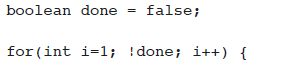 boolean done = false;
for(int i=1; !done; i++) {